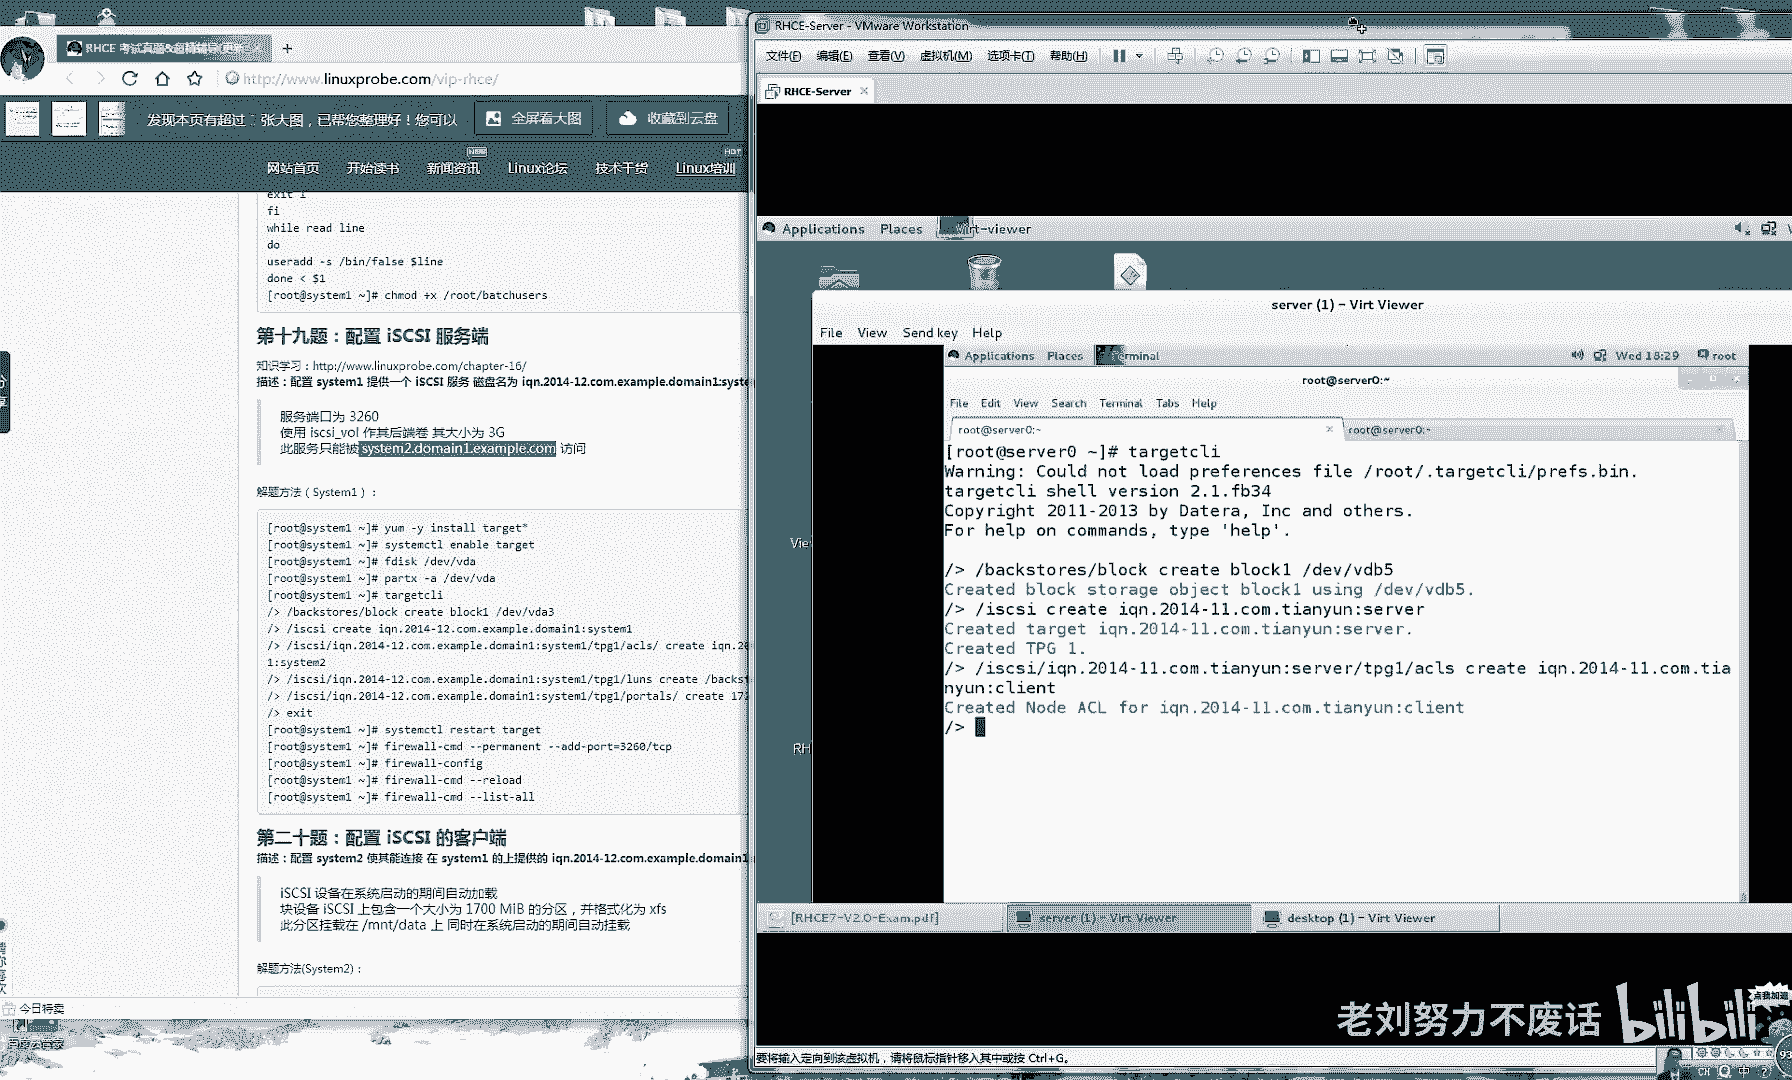 RHCE 考试真题
http://www.linuxprobe.com/vip-rhce/
发现本页有超过 张大图，已帮您整理好！您可以
全屏看大图
收藏到云盘
网站首页
开始读书
新闻资讯
NEW
Linux论坛
技术干货
Linux培训
HOT
exit 1
fi
while read line
do
useradd -s /bin/false $line
done < $1
[root@system1 ~]# chmod +x /root/batchusers
第十九题：配置 iSCSI 服务端
知识学习：http://www.linuxprobe.com/chapter-16/
描述：配置 system1 提供一个 iSCSI 服务 磁盘名为 iqn.2014-12.com.example.domain1:syste
服务端口为 3260
使用 iscsi_vol 作其后端卷 其大小为 3G
此服务只能被 system2.domain1.example.com 访问
解题方法（System1）：
[root@system1 ~]# yum -y install target*
[root@system1 ~]# systemctl enable target
[root@system1 ~]# fdisk /dev/vda
[root@system1 ~]# partx -a /dev/vda
[root@system1 ~]# targetcli
/> /backstores/block create block1 /dev/vda3
/> /iscsi create iqn.2014-12.com.example.domain1:system1
/> /iscsi/iqn.2014-12.com.example.domain1:system1/tpg1/acls/ create iqn.20
1:system2
/> /iscsi/iqn.2014-12.com.example.domain1:system1/tpg1/luns create /backst
/> /iscsi/iqn.2014-12.com.example.domain1:system1/tpg1/portals/ create 172
/> exit
[root@system1 ~]# systemctl restart target
[root@system1 ~]# firewall-cmd --permanent --add-port=3260/tcp
[root@system1 ~]# firewall-config
[root@system1 ~]# firewall-cmd --reload
[root@system1 ~]# firewall-cmd --list-all
第二十题：配置 iSCSI 的客户端
描述：配置 system2 使其能连接 在 system1 的上提供的 iqn.2014-12.com.example.domain1:
iSCSI 设备在系统启动的期间自动加载
块设备 iSCSI 上包含一个大小为 1700 MiB 的分区，并格式化为 xfs
此分区挂载在 /mnt/data 上 同时在系统启动的期间自动挂载
解题方法(System2)：
今日特卖
百度云管家
RHCE-Server - VMware Workstation
文件(F) 编辑(E) 查看(V) 虚拟机(M) 选项卡(T) 帮助(H)
RHCE-Server
Applications Places Virt-viewer
Vie
RH
server (1) – Virt Viewer
File View Send key Help
Applications Places Terminal
Wed 18:29 root
root@server0:~
File Edit View Search Terminal Tabs Help
root@server0:~
root@server0:~
[root@server0 ~]# targetcli
Warning: Could not load preferences file /root/.targetcli/prefs.bin.
targetcli shell version 2.1.fb34
Copyright 2011-2013 by Datera, Inc and others.
For help on commands, type 'help'.
/> /backstores/block create block1 /dev/vdb5
Created block storage object block1 using /dev/vdb5.
/> /iscsi create iqn.2014-11.com.tianyun:server
Created target iqn.2014-11.com.tianyun:server.
Created TPG 1.
/> /iscsi/iqn.2014-11.com.tianyun:server/tpg1/acls create iqn.2014-11.com.tia
nyun:client
Created Node ACL for iqn.2014-11.com.tianyun:client
/>
[RHCE7-V2.0-Exam.pdf]
server (1) – Virt Viewer
desktop (1) – Virt Viewer
老刘努力不废话 bilibili
点我加速
要将输入定向到该虚拟机，请将鼠标指针移入其中或按 Ctrl+G。
93
CH 中